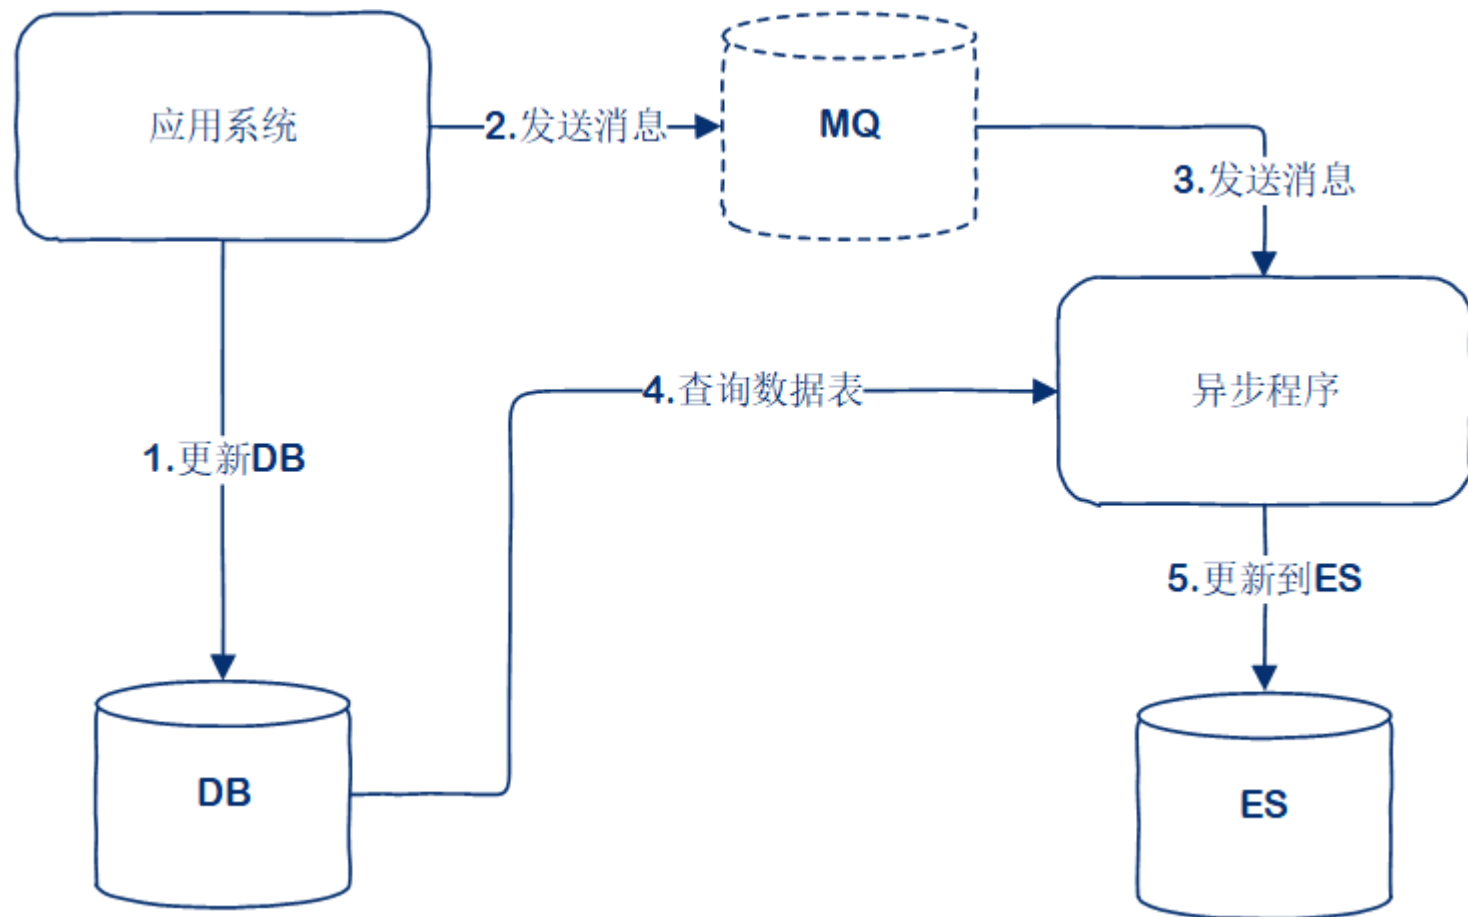 应用系统
2.发送消息
MQ
3.发送消息
4.查询数据表
异步程序
1.更新DB
5.更新到ES
DB
ES